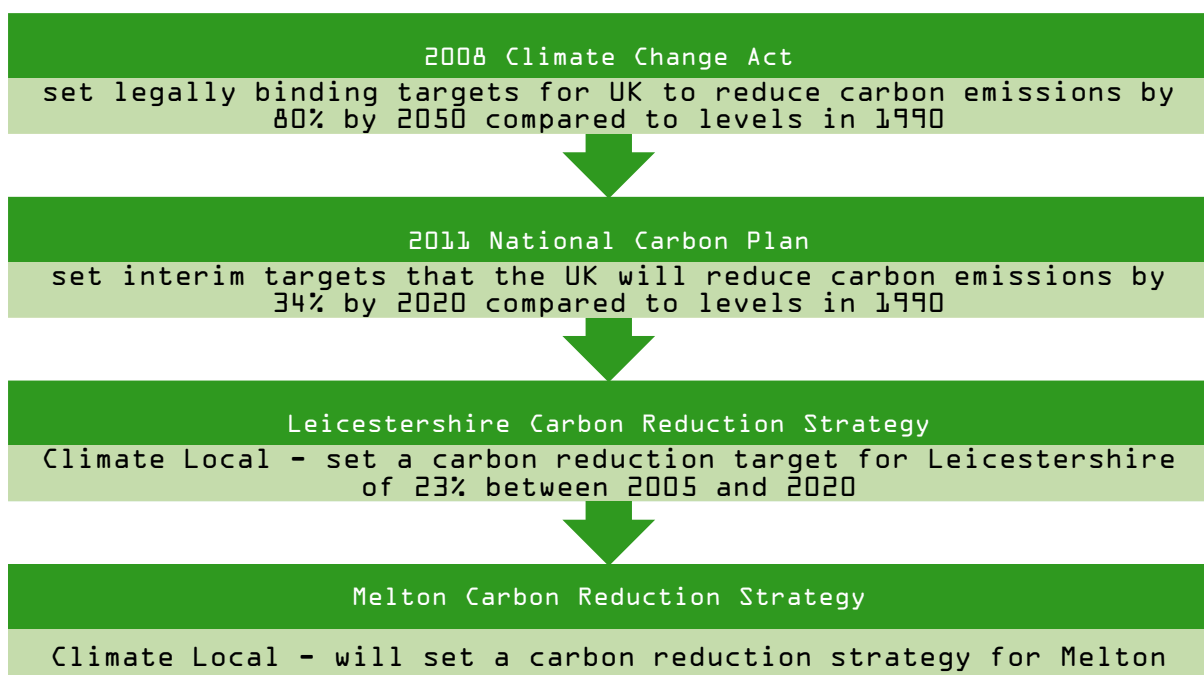 2008 Climate Change Act
set legally binding targets for UK to reduce carbon emissions by
80% by 2050 compared to levels in 1990
2011 National Carbon Plan
set interim targets that the UK will reduce carbon emissions by
34% by 2020 compared to levels in 1990
Leicestershire Carbon Reduction Strategy
Climate Local - set a carbon reduction target for Leicestershire
of 23% between 2005 and 2020
Melton Carbon Reduction Strategy
Climate Local - will set a carbon reduction strategy for Melton